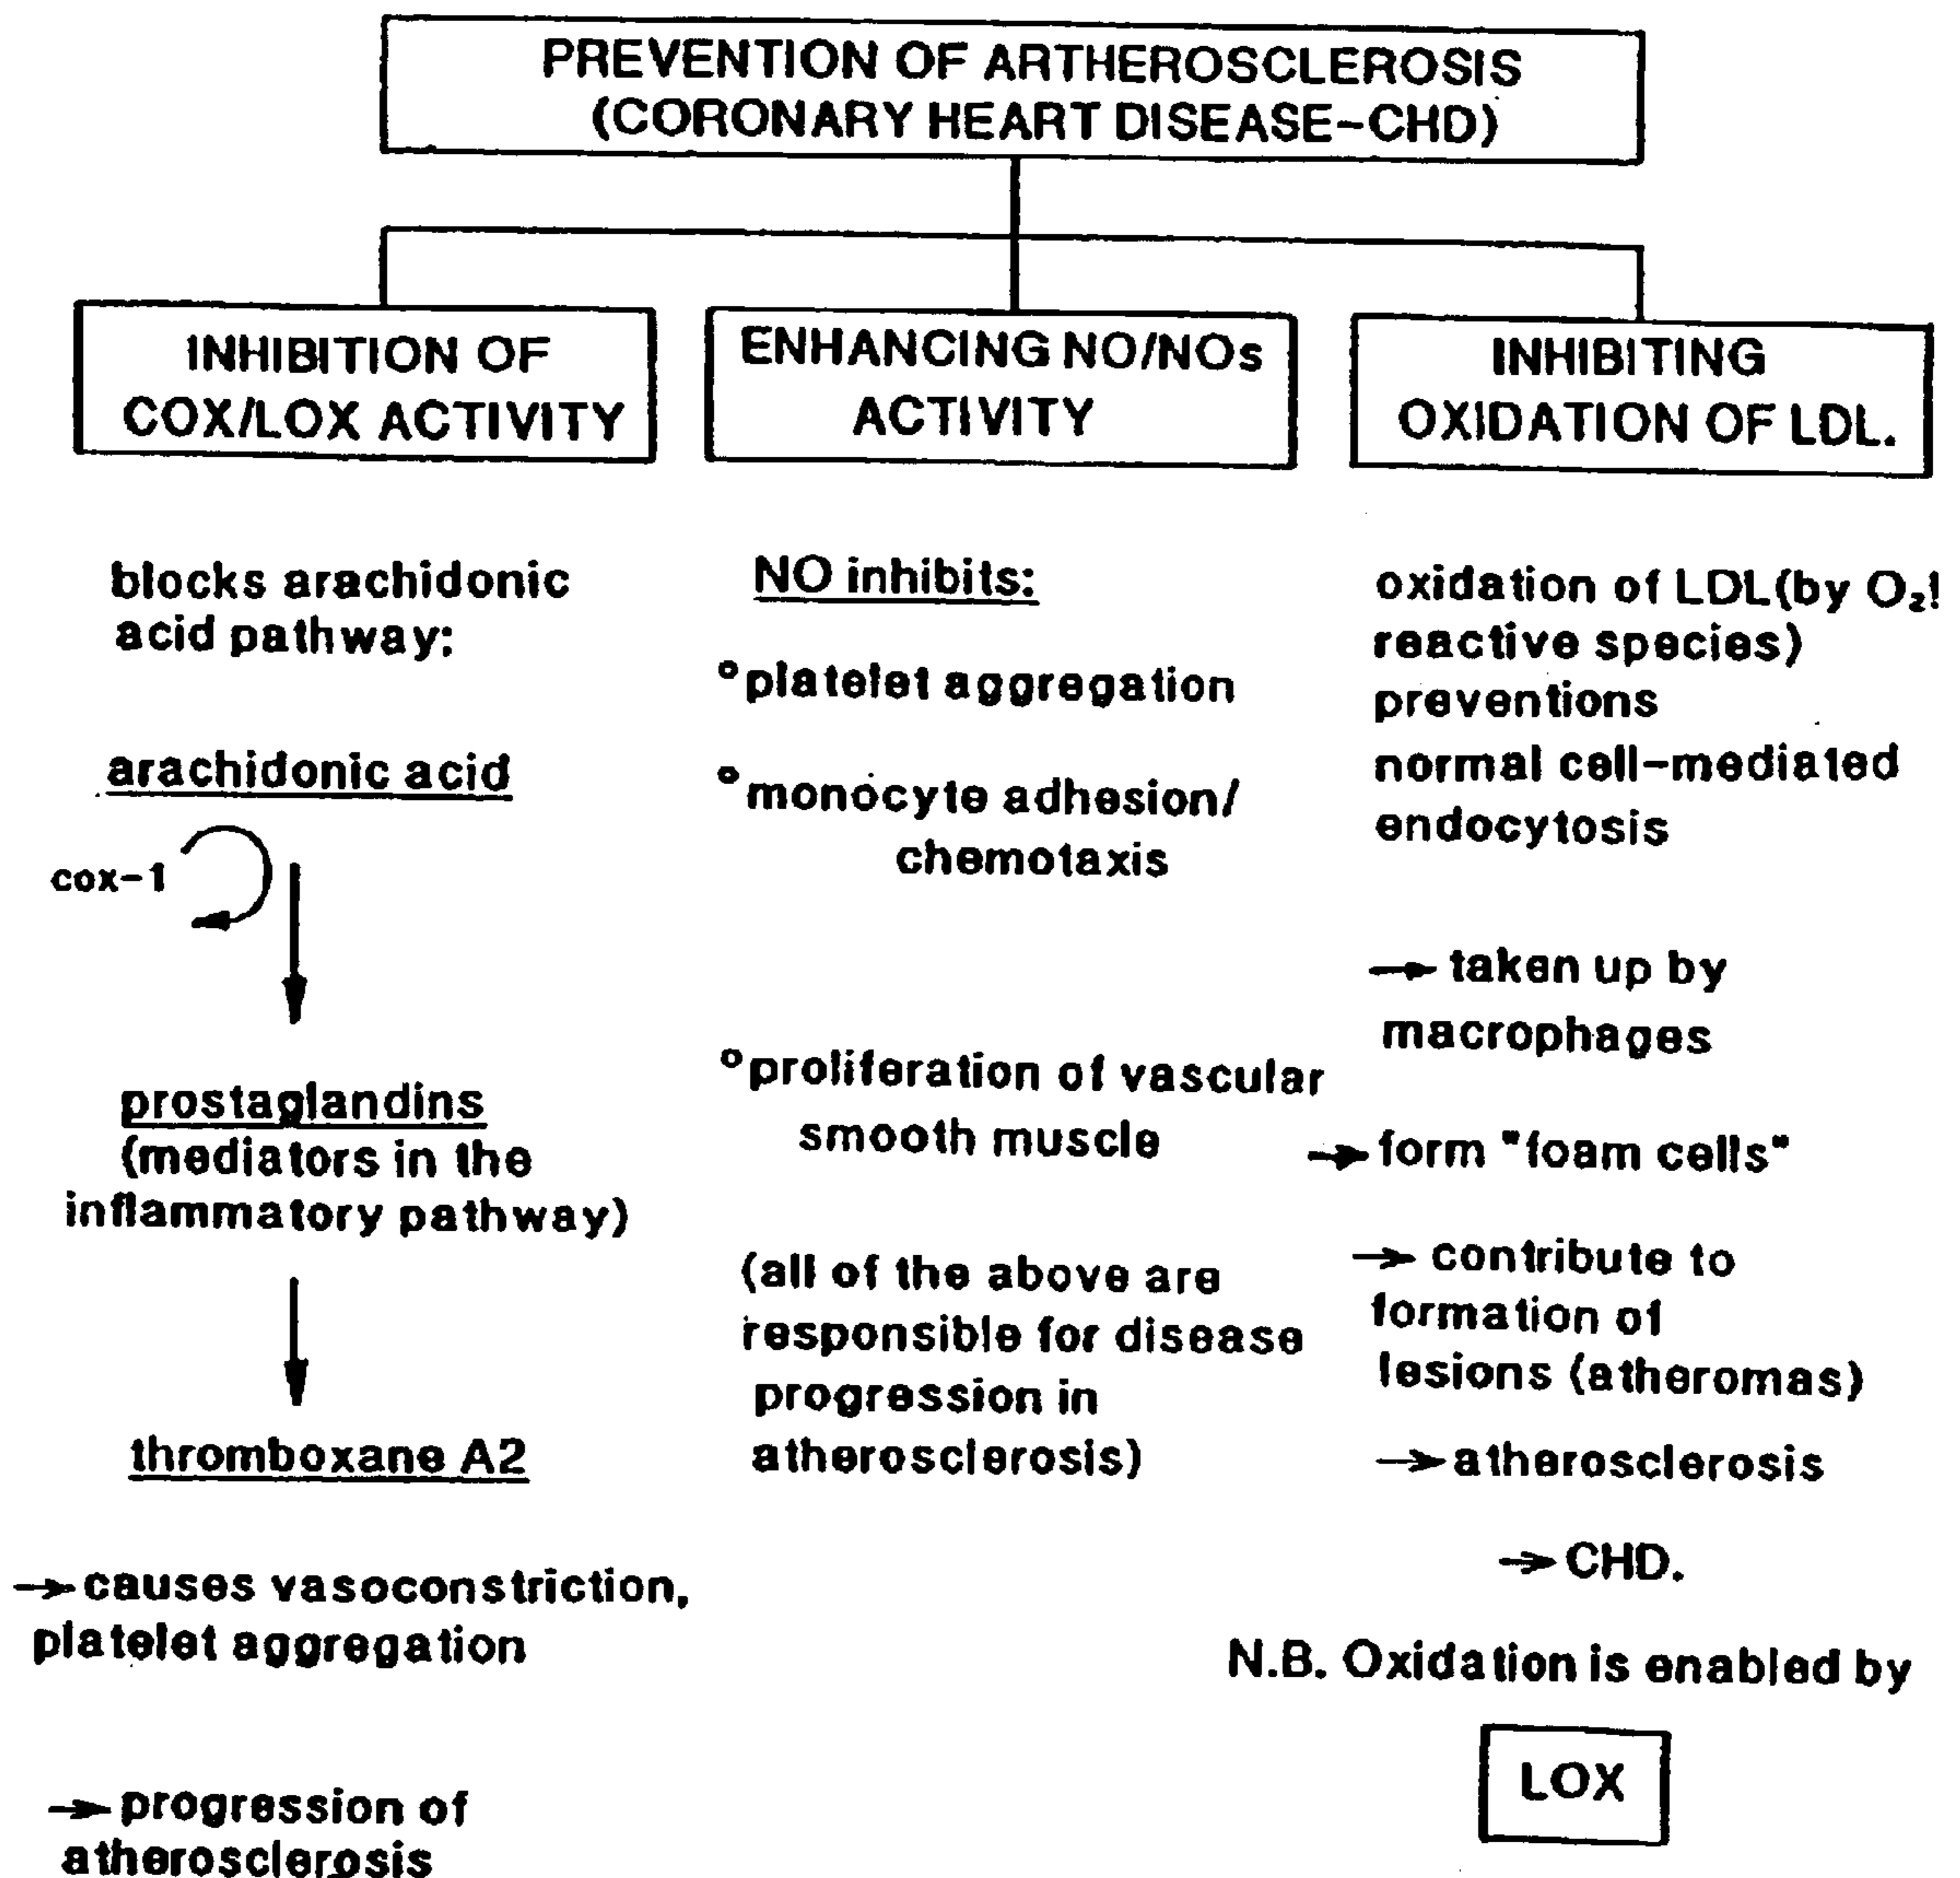 PREVENTION OF ARTHEROSCLEROSIS
(CORONARY HEART DISEASE-CHD)
INHIBITION OF
COX/LOX ACTIVITY
blocks arachidonic
acid pathway:
arachidonic acid
cox-1
prostaglandins
(mediators in the
inflammatory pathway)
thromboxane A2
→ causes vasoconstriction,
platelet aggregation
→ progression of
atherosclerosis
ENHANCING NO/NOs
ACTIVITY
NO inhibits:
°platelet aggregation
°monocyte adhesion/
chemotaxis
°proliferation of vascular
smooth muscle
(all of the above are
responsible for disease
progression in
atherosclerosis)
INHIBITING
OXIDATION OF LDL.
oxidation of LDL(by O₂!
reactive species)
preventions
normal cell-mediated
endocytosis
→ taken up by
macrophages
→ form "foam cells"
→ contribute to
formation of
lesions (atheromas)
→ atherosclerosis
→ CHD.
N.B. Oxidation is enabled by
LOX